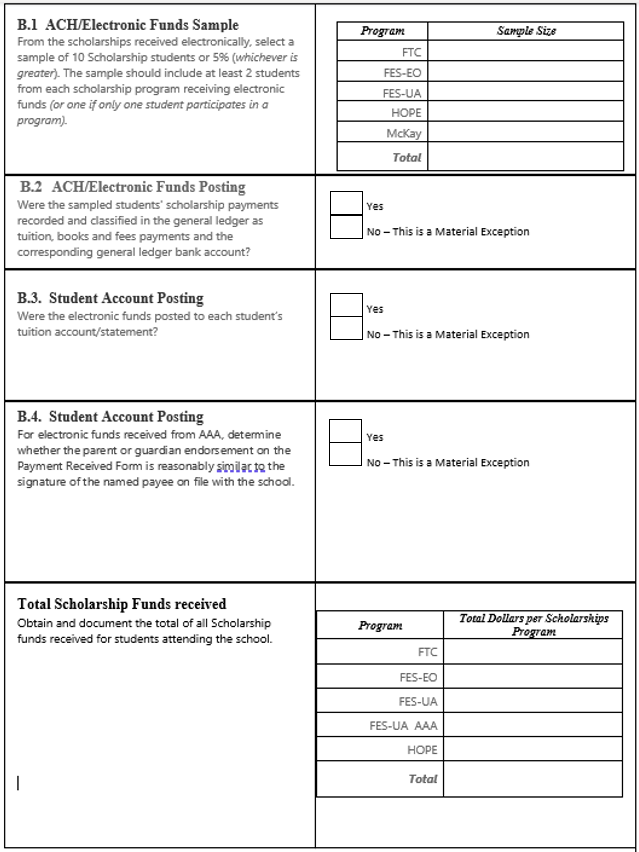 B.1 ACH/Electronic Funds Sample
From the scholarships received electronically, select a
sample of 10 Scholarship students or 5% (whichever is
greater). The sample should include at least 2 students
from each scholarship program receiving electronic
funds (or one if only one student participates in a
program).
Program Sample Size
FTC
FES-EO
FES-UA
HOPE
McKay
Total
B.2 ACH/Electronic Funds Posting
Were the sampled students' scholarship payments
recorded and classified in the general ledger as
tuition, books and fees payments and the
corresponding general ledger bank account?
Yes
No – This is a Material Exception
B.3. Student Account Posting
Were the electronic funds posted to each student's
tuition account/statement?
Yes
No – This is a Material Exception
B.4. Student Account Posting
For electronic funds received from AAA, determine
whether the parent or guardian endorsement on the
Payment Received Form is reasonably similar to the
signature of the named payee on file with the school.
Yes
No – This is a Material Exception
Total Scholarship Funds received
Obtain and document the total of all Scholarship
funds received for students attending the school.
Program Total Dollars per Scholarships
Program
FTC
FES-EO
FES-UA
FES-UA AAA
HOPE
Total